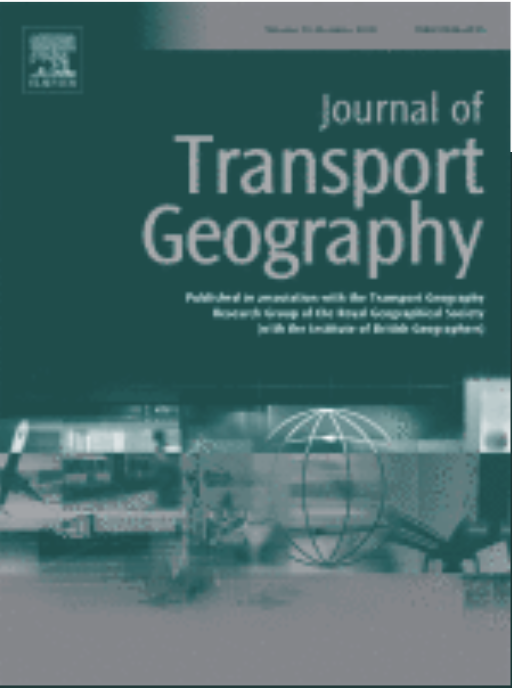 ELSEVIER
Journal of
Transport
Geography
Published in association with the Transport Geography
Research Group of the Royal Geographical Society
(with the Institute of British Geographers)